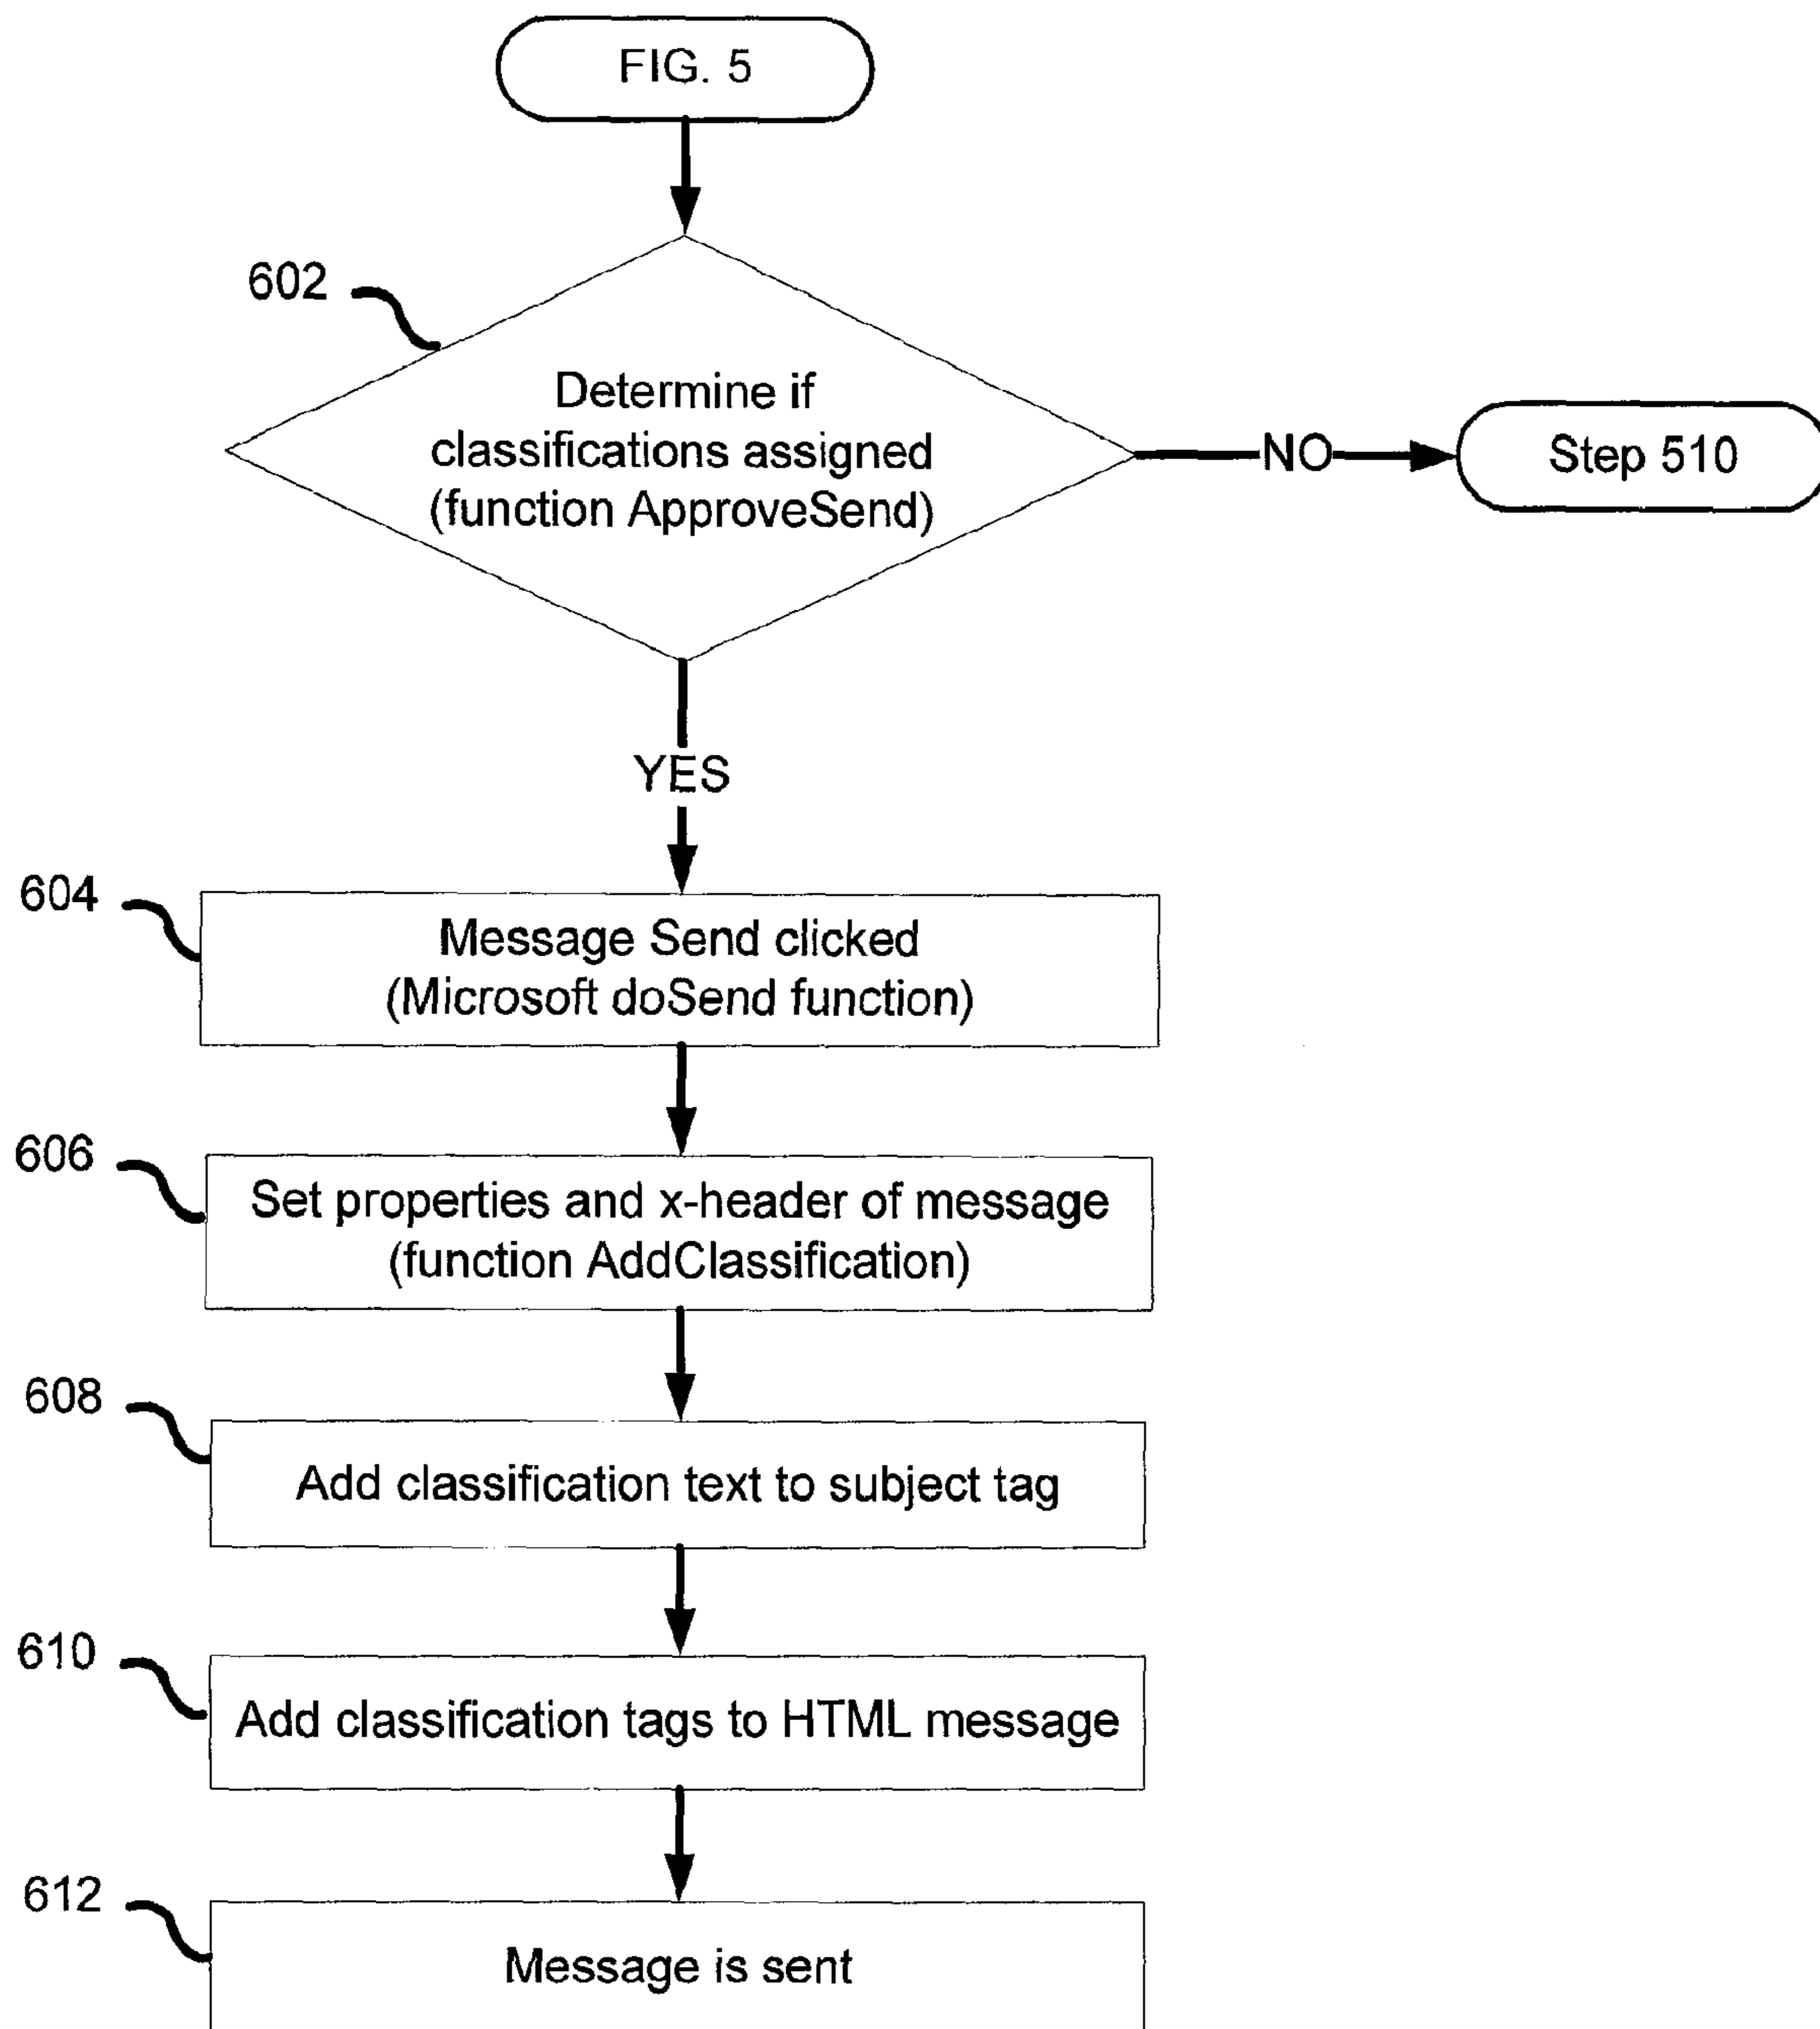 FIG. 5
602
Determine if
classifications assigned
(function ApproveSend)
NO
Step 510
YES
604
Message Send clicked
(Microsoft doSend function)
606
Set properties and x-header of message
(function AddClassification)
608
Add classification text to subject tag
610
Add classification tags to HTML message
612
Message is sent